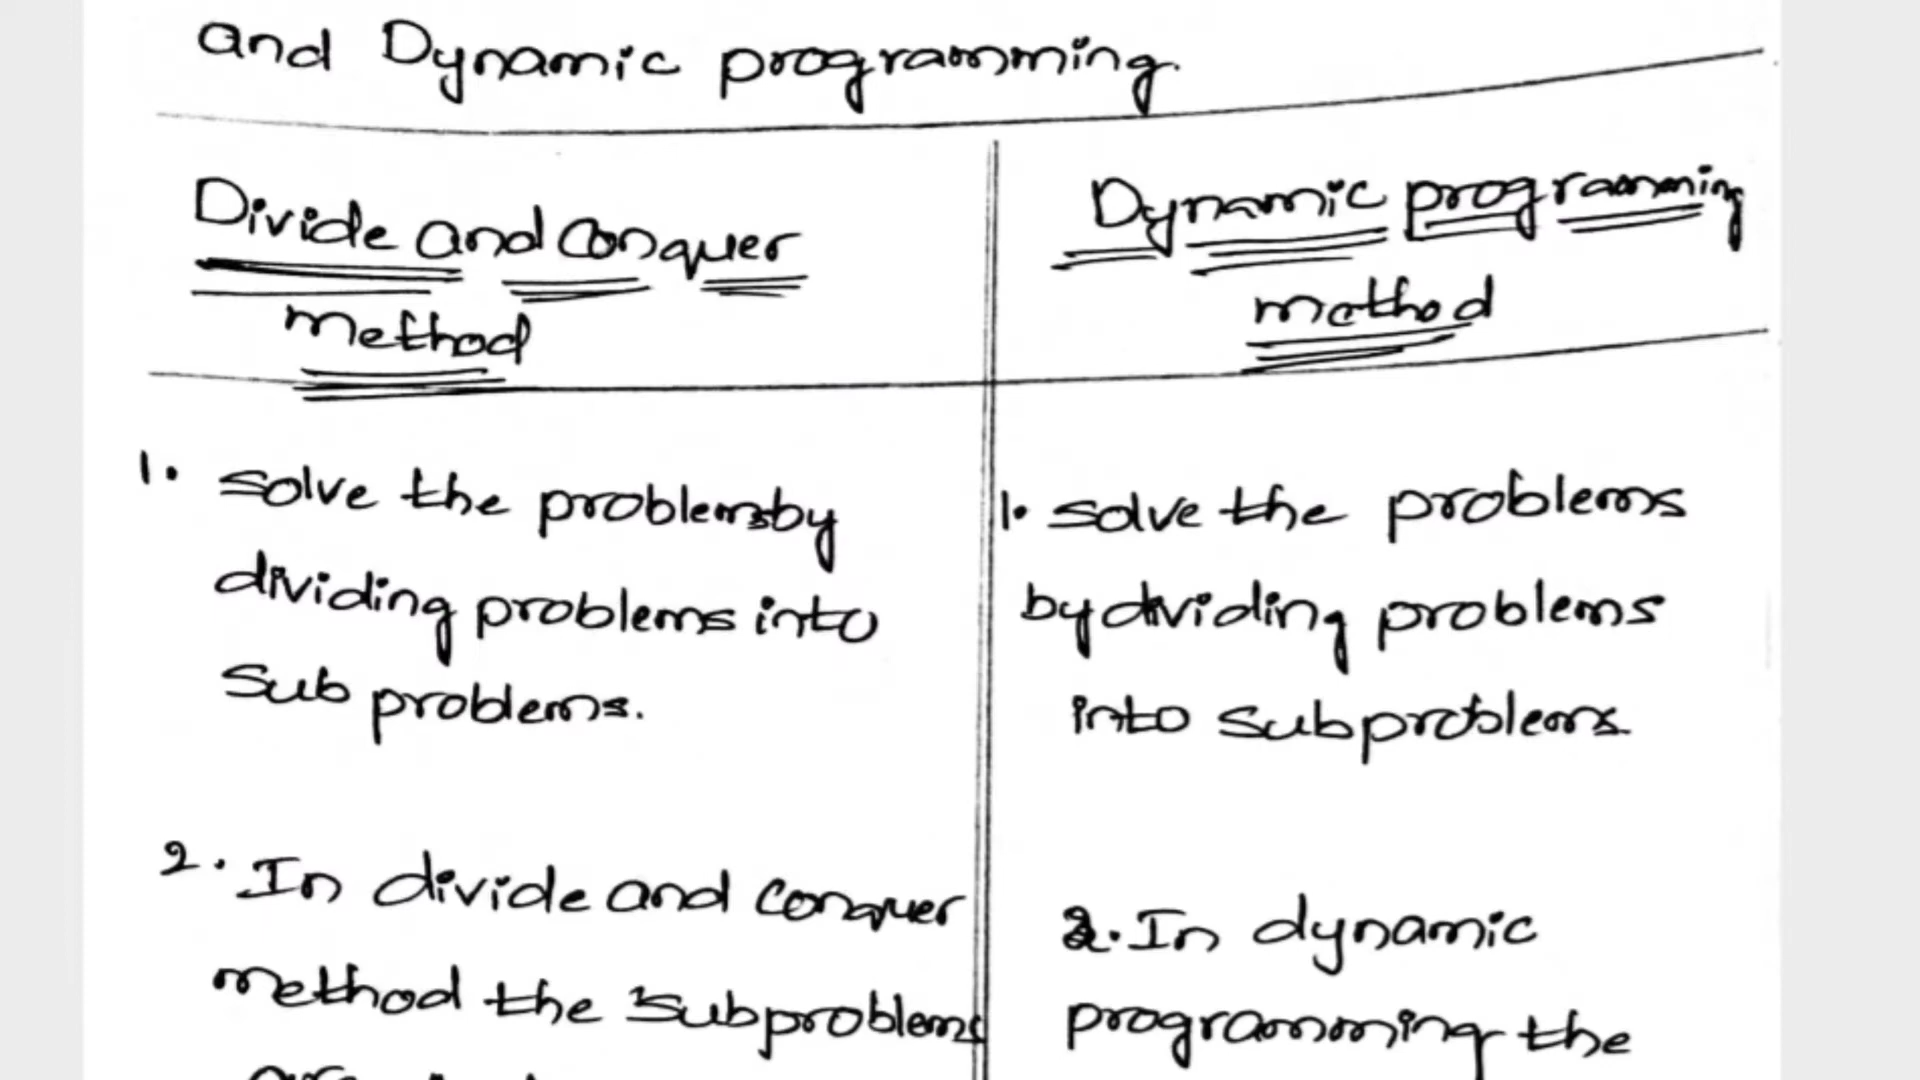 and Dynamic programming.
Divide and Conquer
Method
1. Solve the problems by
dividing problems into
Sub problems.
2. In divide and Conquer
Method the Subproblems
Dynamic programming
method
1. Solve the problems
by dividing problems
into Subproblems.
2. In dynamic
programming the